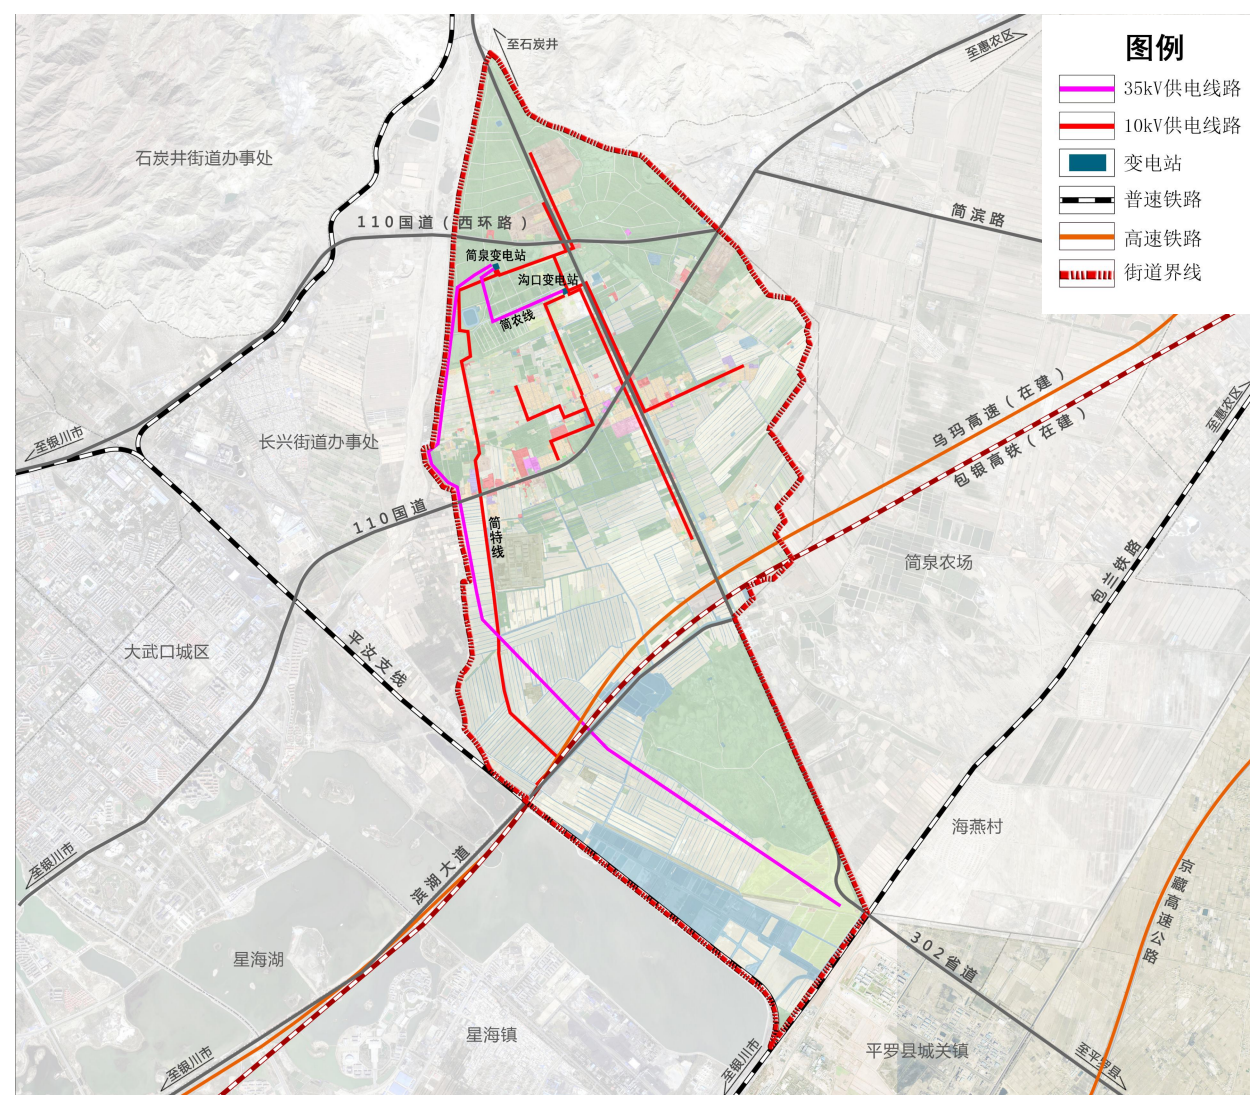 图例
35kV供电线路
10kV供电线路
变电站
普速铁路
高速铁路
街道界线
至石炭井
至惠农区
石炭井街道办事处
110国道（西环路）
简滨路
简泉变电站
沟口变电站
简农线
至银川市
长兴街道办事处
乌玛高速（在建）
包银高铁（在建）
至惠农区
110国道
简特线
简泉农场
包兰铁路
大武口城区
平汝支线
海燕村
至银川市
滨湖大道
京藏高速公路
302省道
星海湖
星海镇
至银川市
至银川市
平罗县城关镇
至平罗县